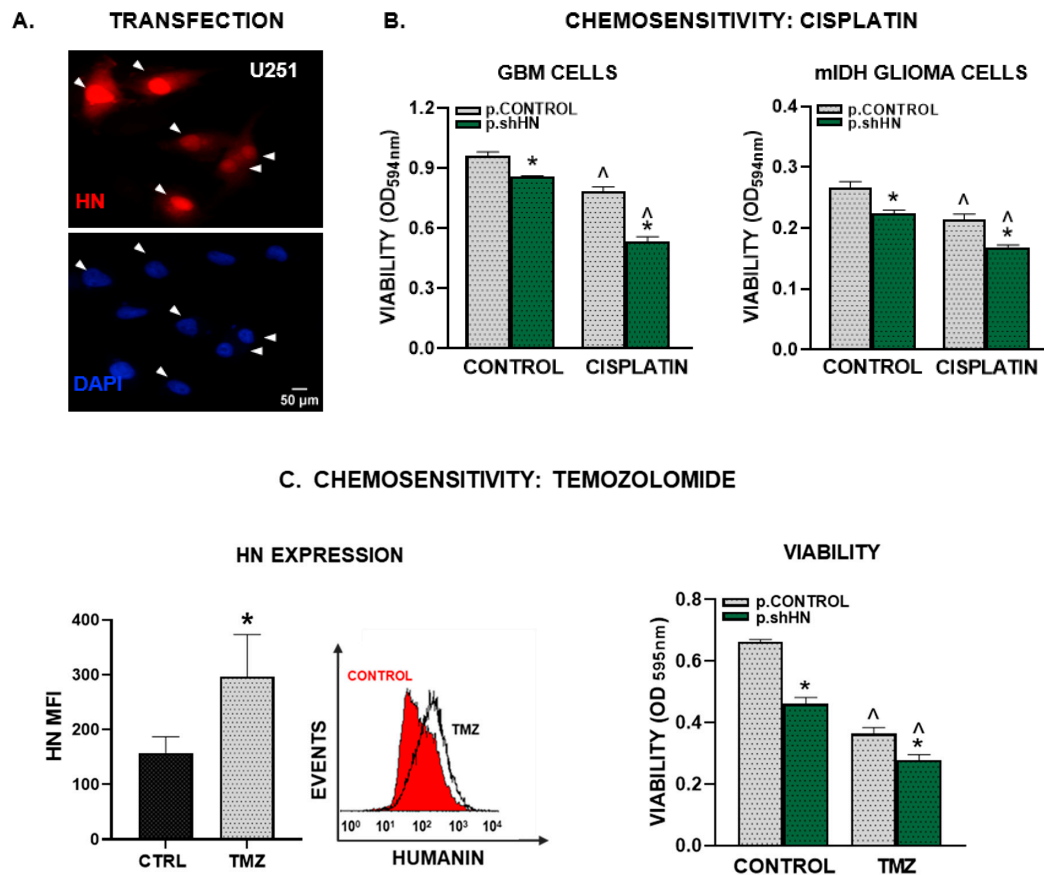 A. TRANSFECTION
U251
HN
DAPI
50 µm
B. CHEMOSENSITIVITY: CISPLATIN
GBM CELLS
p.CONTROL
p.shHN
VIABILITY (OD594nm)
1.2
0.9
0.6
0.3
0.0
*
^
^
*
CONTROL CISPLATIN
mIDH GLIOMA CELLS
p.CONTROL
p.shHN
VIABILITY (OD594nm)
0.4
0.3
0.2
0.1
0.0
*
^
^
*
CONTROL CISPLATIN
C. CHEMOSENSITIVITY: TEMOZOLOMIDE
HN EXPRESSION
HN MFI
400
300
200
100
0
*
CTRL TMZ
EVENTS
CONTROL
TMZ
10⁰ 10¹ 10² 10³ 10⁴
HUMANIN
VIABILITY
p.CONTROL
p.shHN
VIABILITY (OD 595nm)
0.8
0.6
0.4
0.2
0.0
*
^
^
*
CONTROL TMZ